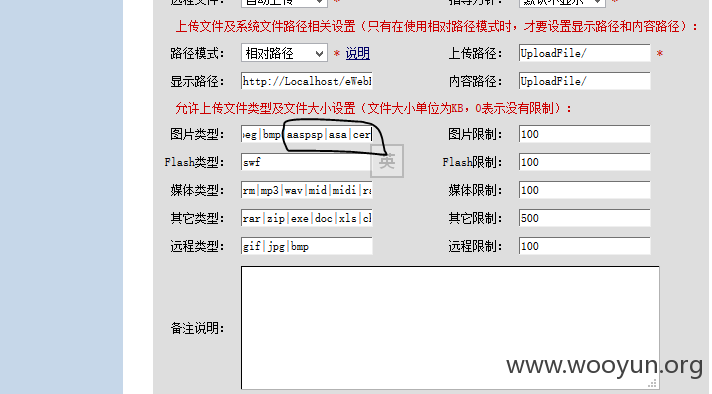 远程文件： 自动上传 * 指导方针： 默认不显示 *
上传文件及系统文件路径相关设置（只有在使用相对路径模式时，才要设置显示路径和内容路径）：
路径模式： 相对路径 * 说明 上传路径： UploadFile/ *
显示路径： http://Localhost/eWebE 内容路径： UploadFile/
允许上传文件类型及文件大小设置（文件大小单位为KB，0表示没有限制）：
图片类型： peg|bmp|aaspsp|asa|cer 图片限制： 100
Flash类型： swf Flash限制： 100
英
媒体类型： rm|mp3|wav|mid|midi|ra 媒体限制： 100
其它类型： rar|zip|exe|doc|xls|ch 其它限制： 500
远程类型： gif|jpg|bmp 远程限制： 100
备注说明：
www.wooyun.org